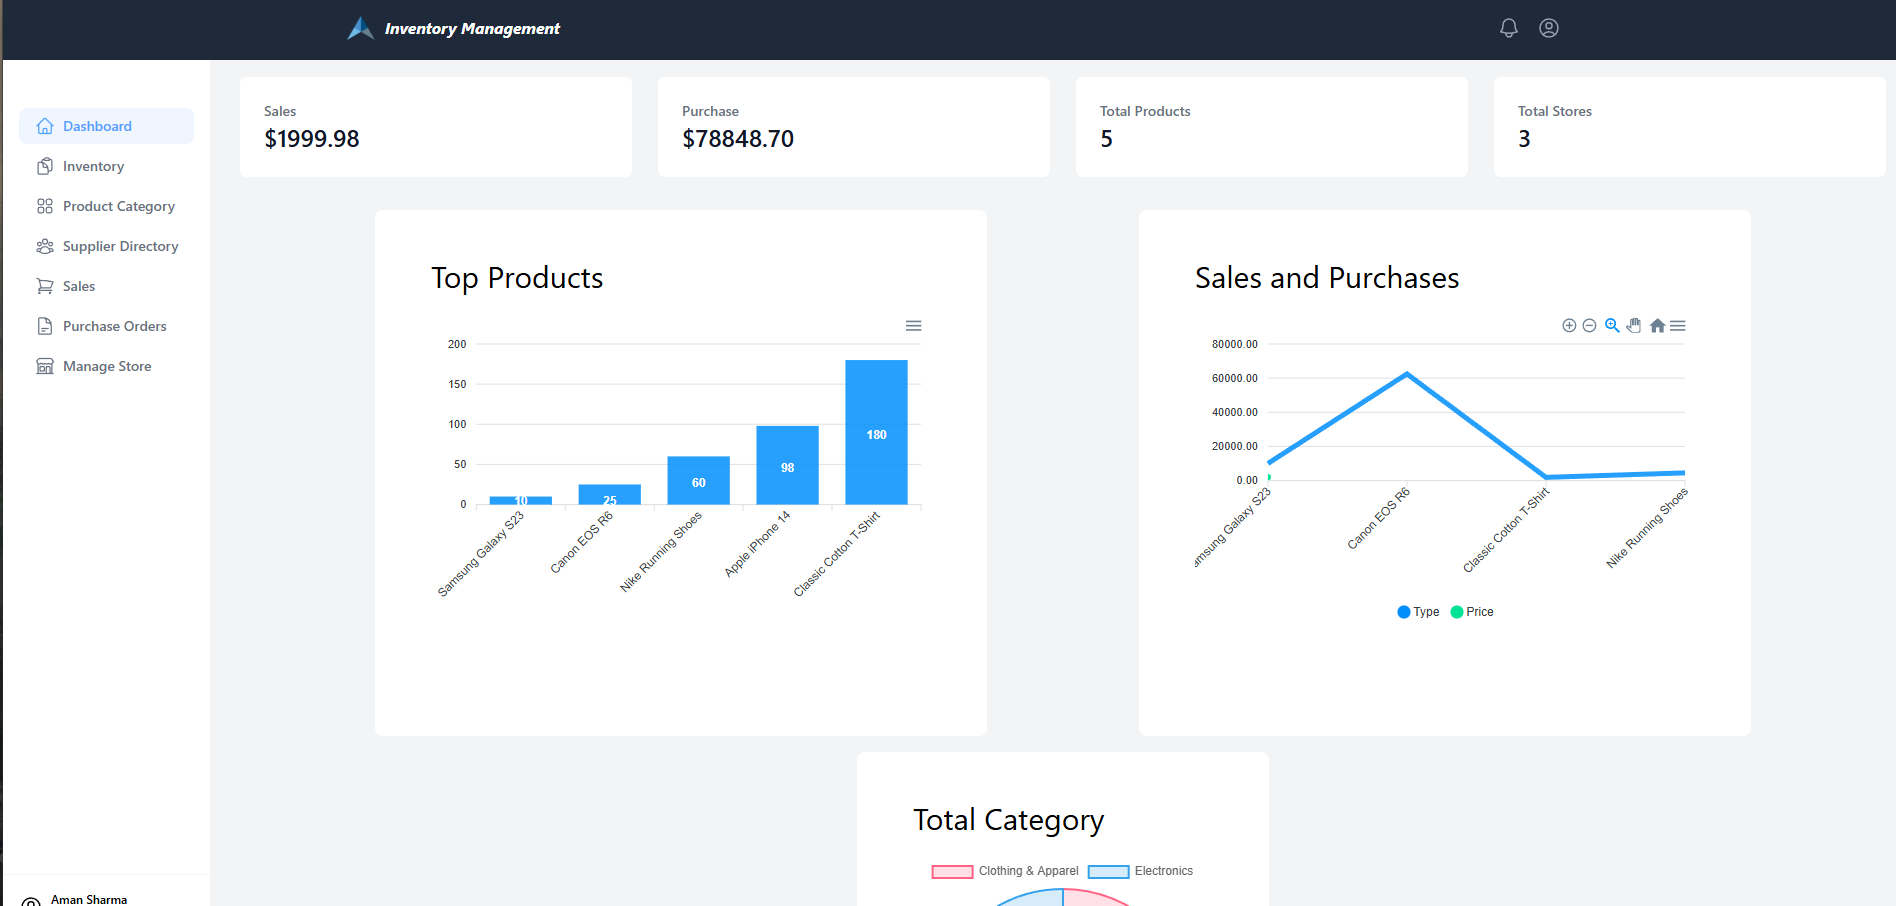 Inventory Management
Dashboard
Inventory
Product Category
Supplier Directory
Sales
Purchase Orders
Manage Store
Aman Sharma
Sales
$1999.98
Purchase
$78848.70
Total Products
5
Total Stores
3
Top Products
200
150
100
50
0
10
25
60
98
180
Samsung Galaxy S23
Canon EOS R6
Nike Running Shoes
Apple iPhone 14
Classic Cotton T-Shirt
Sales and Purchases
80000.00
60000.00
40000.00
20000.00
0.00
amsung Galaxy S23
Canon EOS R6
Classic Cotton T-Shirt
Nike Running Shoes
Type Price
Total Category
Clothing & Apparel Electronics